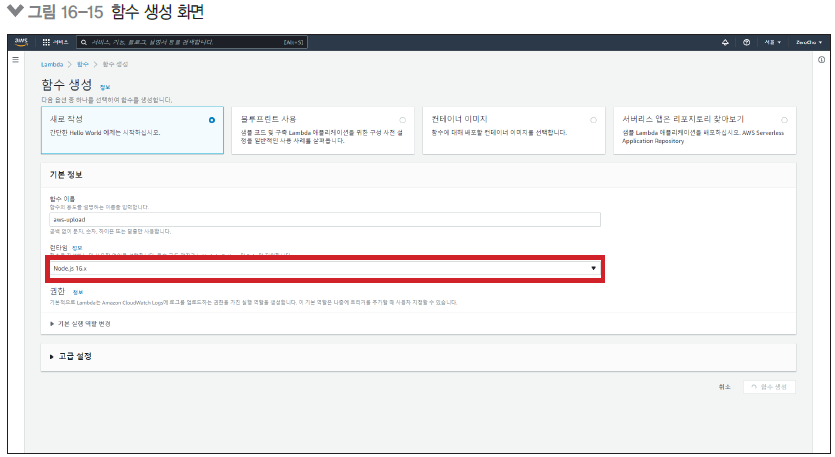 그림 16-15 함수 생성 화면
aws 서비스 서비스, 기능, 블로그, 설명서 등을 검색합니다. [Alt+S] 서울 ZeroCho
Lambda > 함수 > 함수 생성
함수 생성 정보
다음 옵션 중 하나를 선택하여 함수를 생성합니다.
새로 작성
간단한 Hello World 예제는 시작하십시오.
블루프린트 사용
샘플 코드 및 구축 Lambda 애플리케이션을 위한 구성 사전 설
정을 일반적인 사용 사례를 살펴봅니다.
컨테이너 이미지
함수에 대해 배포할 컨테이너 이미지를 선택합니다.
서버리스 앱은 리포지토리 찾아보기
샘플 Lambda 애플리케이션을 배포하십시오. AWS Serverless
Application Repository
기본 정보
함수 이름
함수의 용도를 설명하는 이름을 입력합니다.
aws-upload
공백 없이 문자, 숫자, 하이픈 또는 밑줄만 사용합니다.
런타임 정보
Node.js 16.x
권한 정보
기본적으로 Lambda는 Amazon CloudWatch Logs에 로그를 업로드하는 권한을 가진 실행 역할을 생성합니다. 이 기본 역할은 나중에 트리거를 추가할 때 사용자 지정할 수 있습니다.
기본 실행 역할 변경
고급 설정
취소 함수 생성